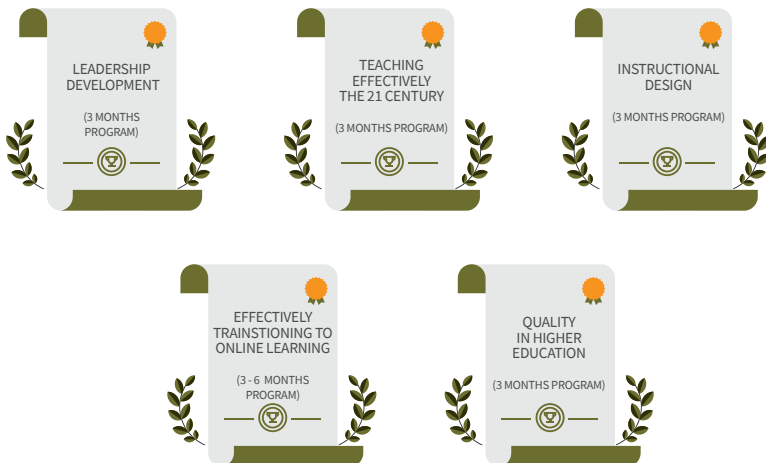 LEADERSHIP
DEVELOPMENT
(3 MONTHS
PROGRAM)
TEACHING
EFFECTIVELY
THE 21 CENTURY
(3 MONTHS PROGRAM)
INSTRUCTIONAL
DESIGN
(3 MONTHS PROGRAM)
EFFECTIVELY
TRAINSTIONING TO
ONLINE LEARNING
(3 - 6 MONTHS
PROGRAM)
QUALITY
IN HIGHER
EDUCATION
(3 MONTHS PROGRAM)